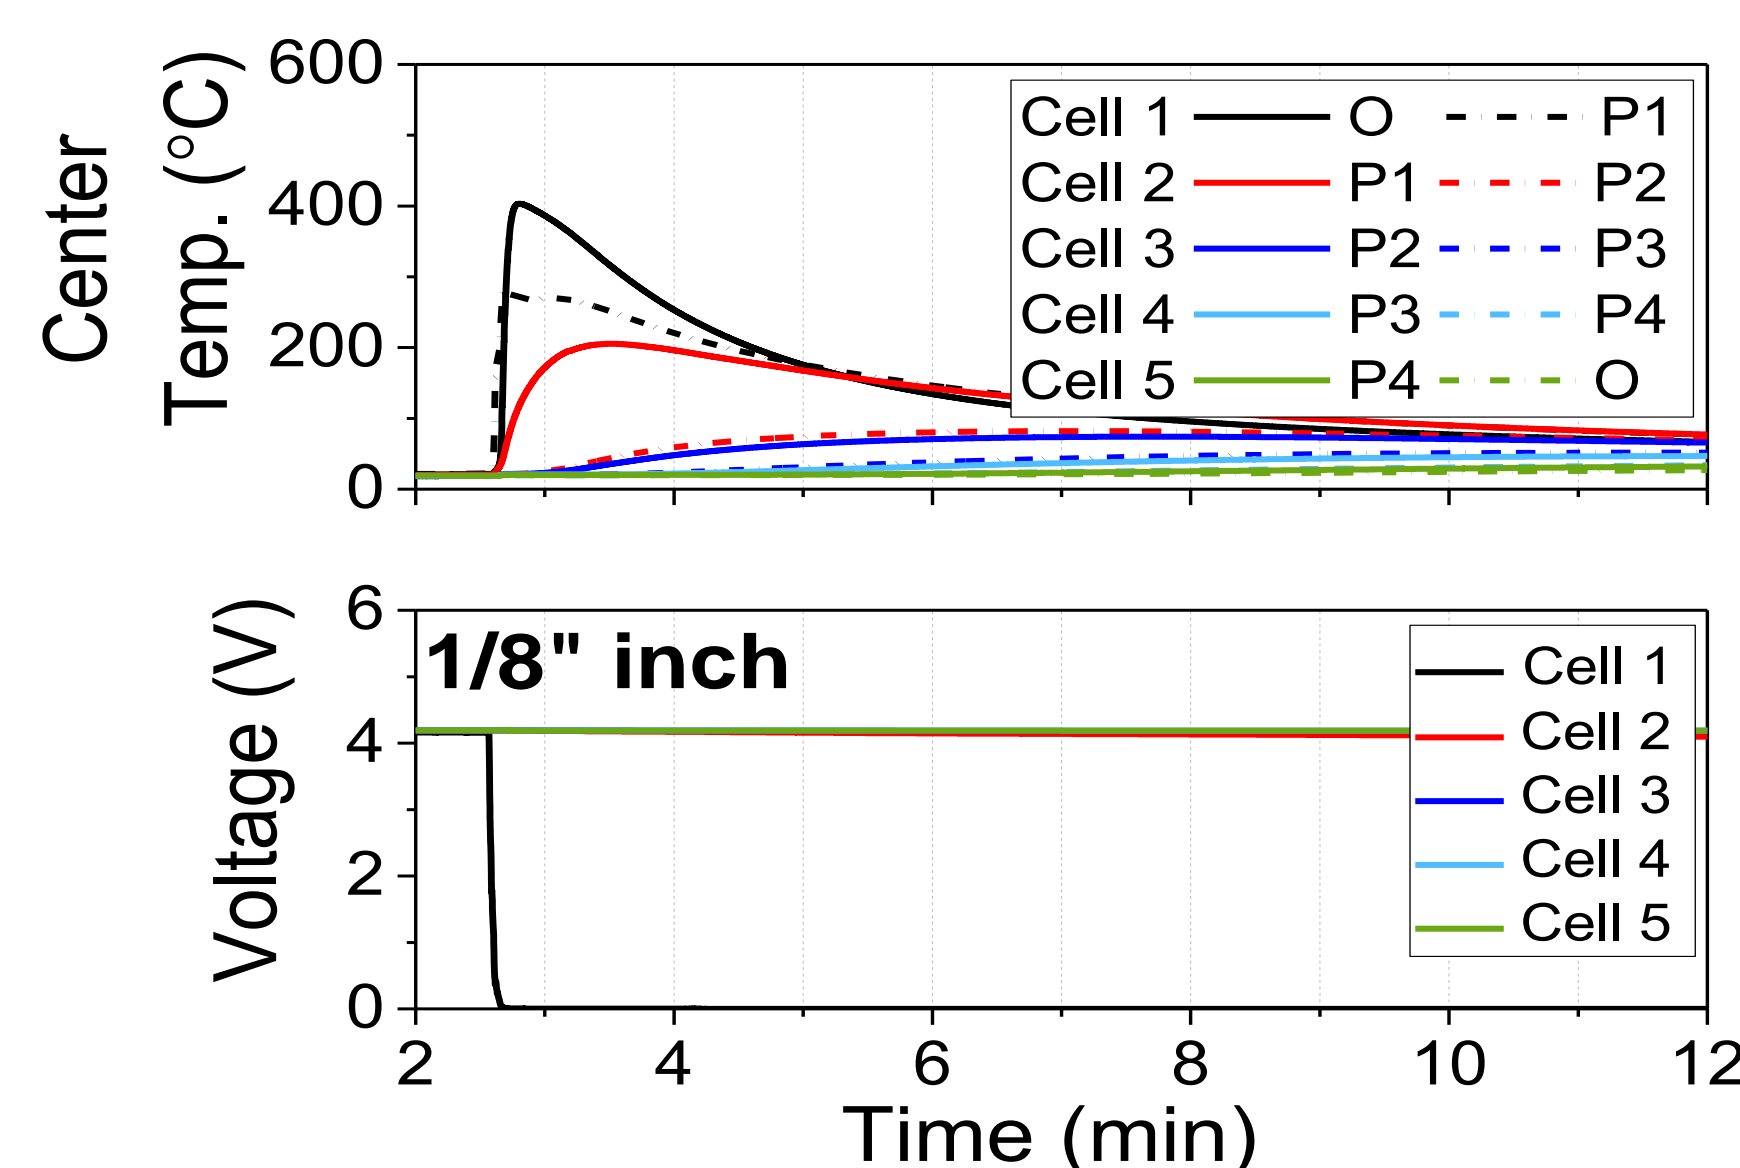 Center
Temp. (°C)
600
400
200
0
Cell 1 O P1
Cell 2 P1 P2
Cell 3 P2 P3
Cell 4 P3 P4
Cell 5 P4 O
Voltage (V)
6
4
2
0
1/8" inch
Cell 1
Cell 2
Cell 3
Cell 4
Cell 5
2 4 6 8 10 12
Time (min)